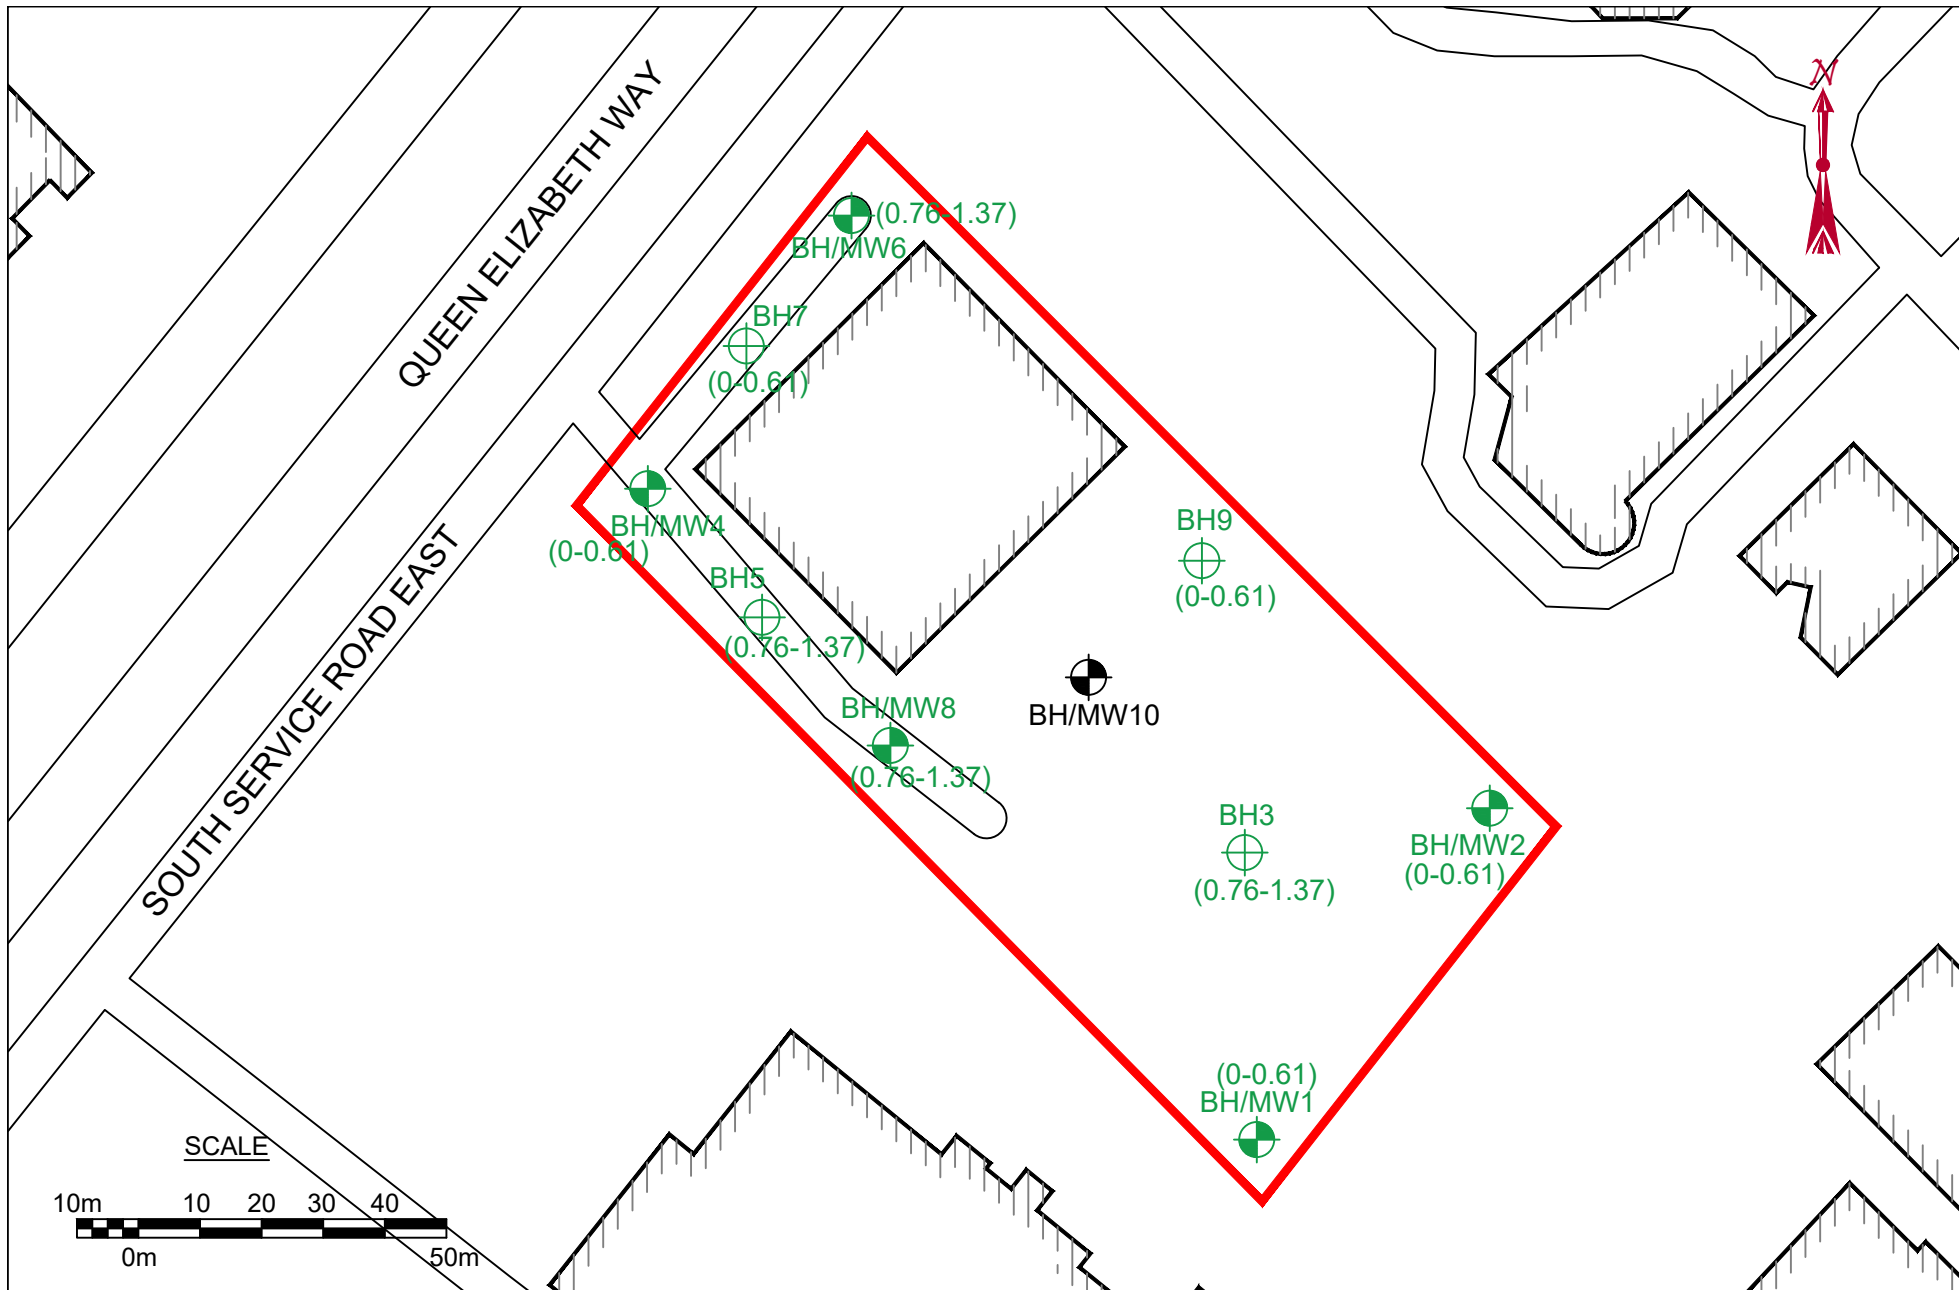 N
QUEEN ELIZABETH WAY
(0.76-1.37)
BH/MW6
BH7
(0-0.61)
BH/MW4
(0-0.61)
BH9
(0-0.61)
SOUTH SERVICE ROAD EAST
BH5
(0.76-1.37)
BH/MW8
(0.76-1.37)
BH/MW10
BH3
(0.76-1.37)
BH/MW2
(0-0.61)
(0-0.61)
BH/MW1
SCALE
10m 10 20 30 40
0m 50m